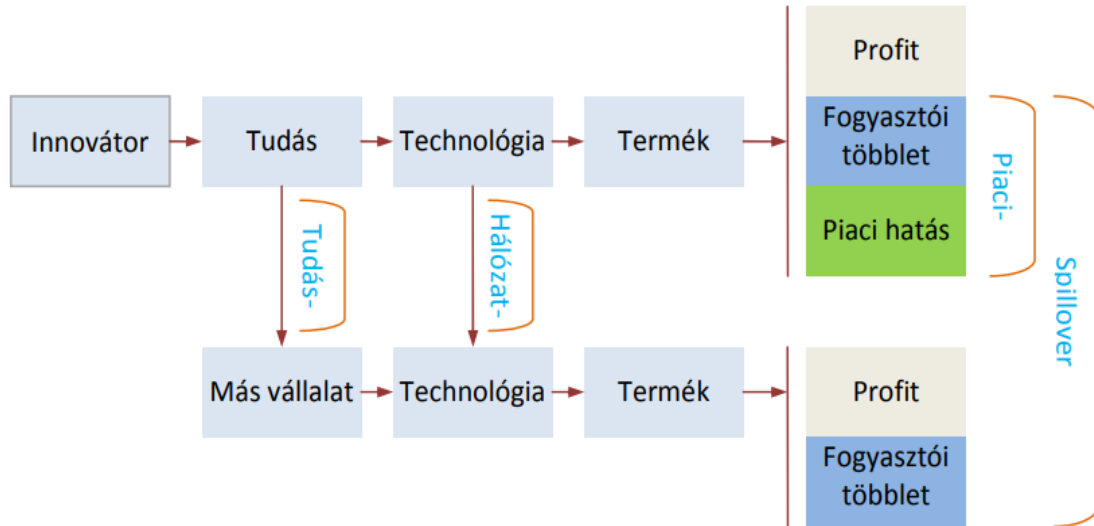 Profit
Innovátor
Tudás
Technológia
Termék
Fogyasztói
többlet
Piaci hatás
Piaci-
Spillover
Tudás-
Hálózat-
Más vállalat
Technológia
Termék
Profit
Fogyasztói
többlet